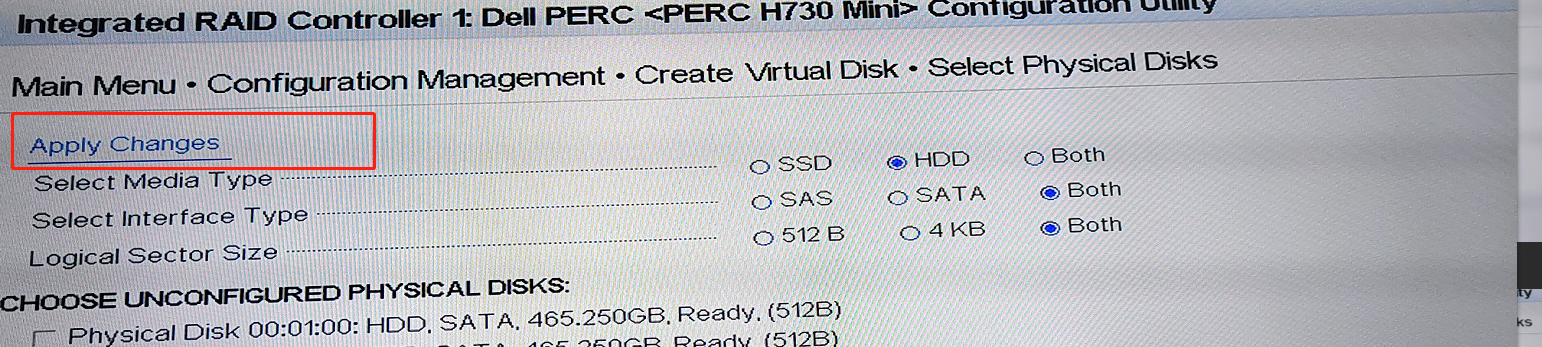 Integrated RAID Controller 1: Dell PERC <PERC H730 Mini> Configuration Utility
Main Menu • Configuration Management • Create Virtual Disk • Select Physical Disks
Apply Changes
Select Media Type SSD HDD Both
Select Interface Type SAS SATA Both
Logical Sector Size 512 B 4 KB Both
CHOOSE UNCONFIGURED PHYSICAL DISKS:
Physical Disk 00:01:00: HDD, SATA, 465.250GB, Ready, (512B)
SATA, 465.250GB, Ready, (512B)
ty
ks